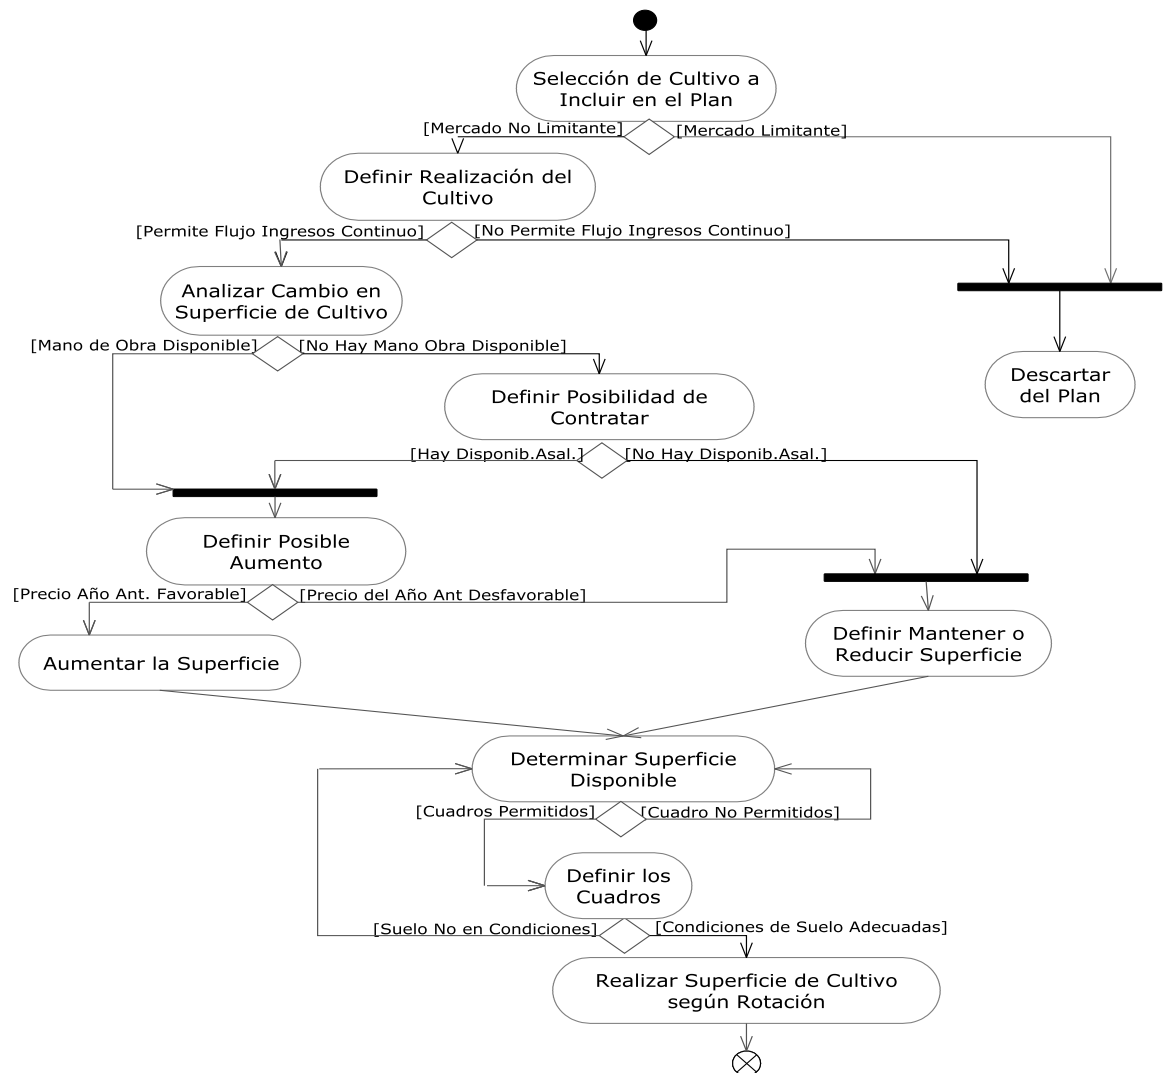 Selección de Cultivo a
Incluir en el Plan
[Mercado No Limitante]
[Mercado Limitante]
Definir Realización del
Cultivo
[Permite Flujo Ingresos Continuo]
[No Permite Flujo Ingresos Continuo]
Analizar Cambio en
Superficie de Cultivo
[Mano de Obra Disponible]
[No Hay Mano Obra Disponible]
Descartar
del Plan
Definir Posibilidad de
Contratar
[Hay Disponib.Asal.]
[No Hay Disponib.Asal.]
Definir Posible
Aumento
[Precio Año Ant. Favorable]
[Precio del Año Ant Desfavorable]
Aumentar la Superficie
Definir Mantener o
Reducir Superficie
Determinar Superficie
Disponible
[Cuadros Permitidos]
[Cuadro No Permitidos]
Definir los
Cuadros
[Suelo No en Condiciones]
[Condiciones de Suelo Adecuadas]
Realizar Superficie de Cultivo
según Rotación